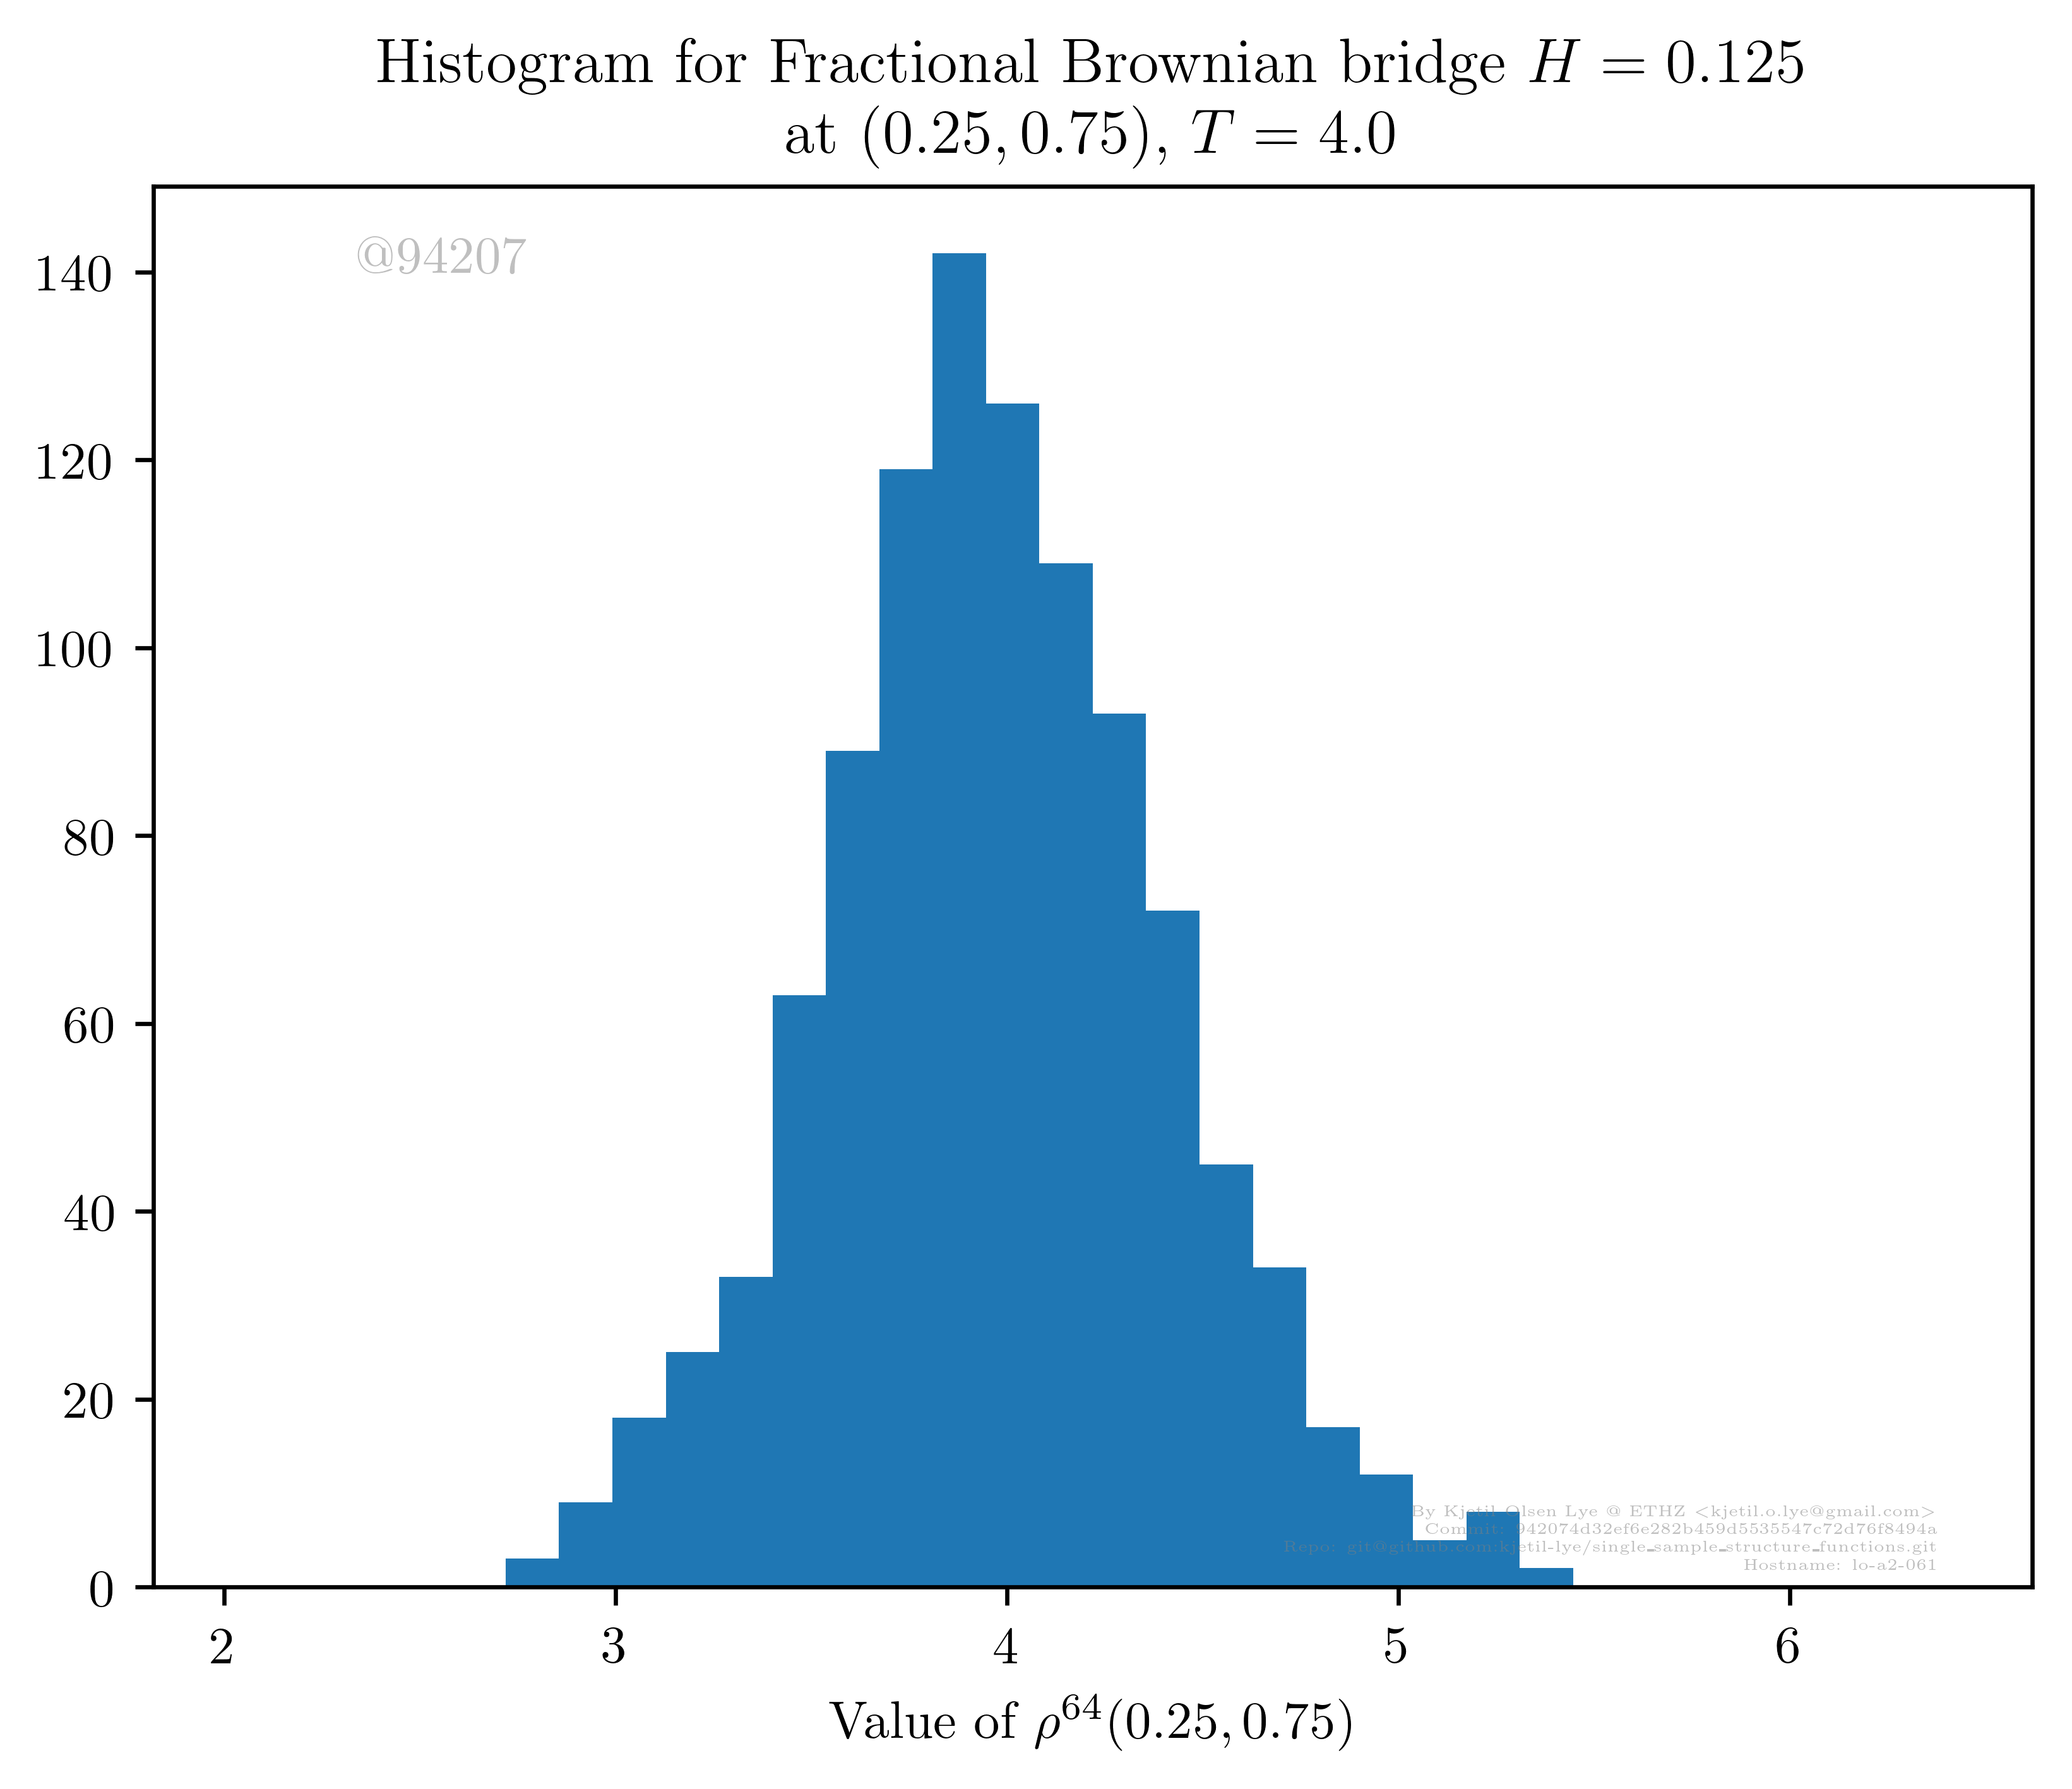 Histogram for Fractional Brownian bridge H = 0.125
at (0.25, 0.75), T = 4.0
@94207
140
120
100
80
60
40
20
0
By Kjetil Olsen Lye @ ETHZ <kjetil.o.lye@gmail.com>
Commit: 942074d32ef6e282b459d5535547c72d76f8494a
Repo: git@github.com:kjetil-lye/single_sample_structure_functions.git
Hostname: lo-a2-061
2 3 4 5 6
Value of ρ⁶⁴(0.25, 0.75)